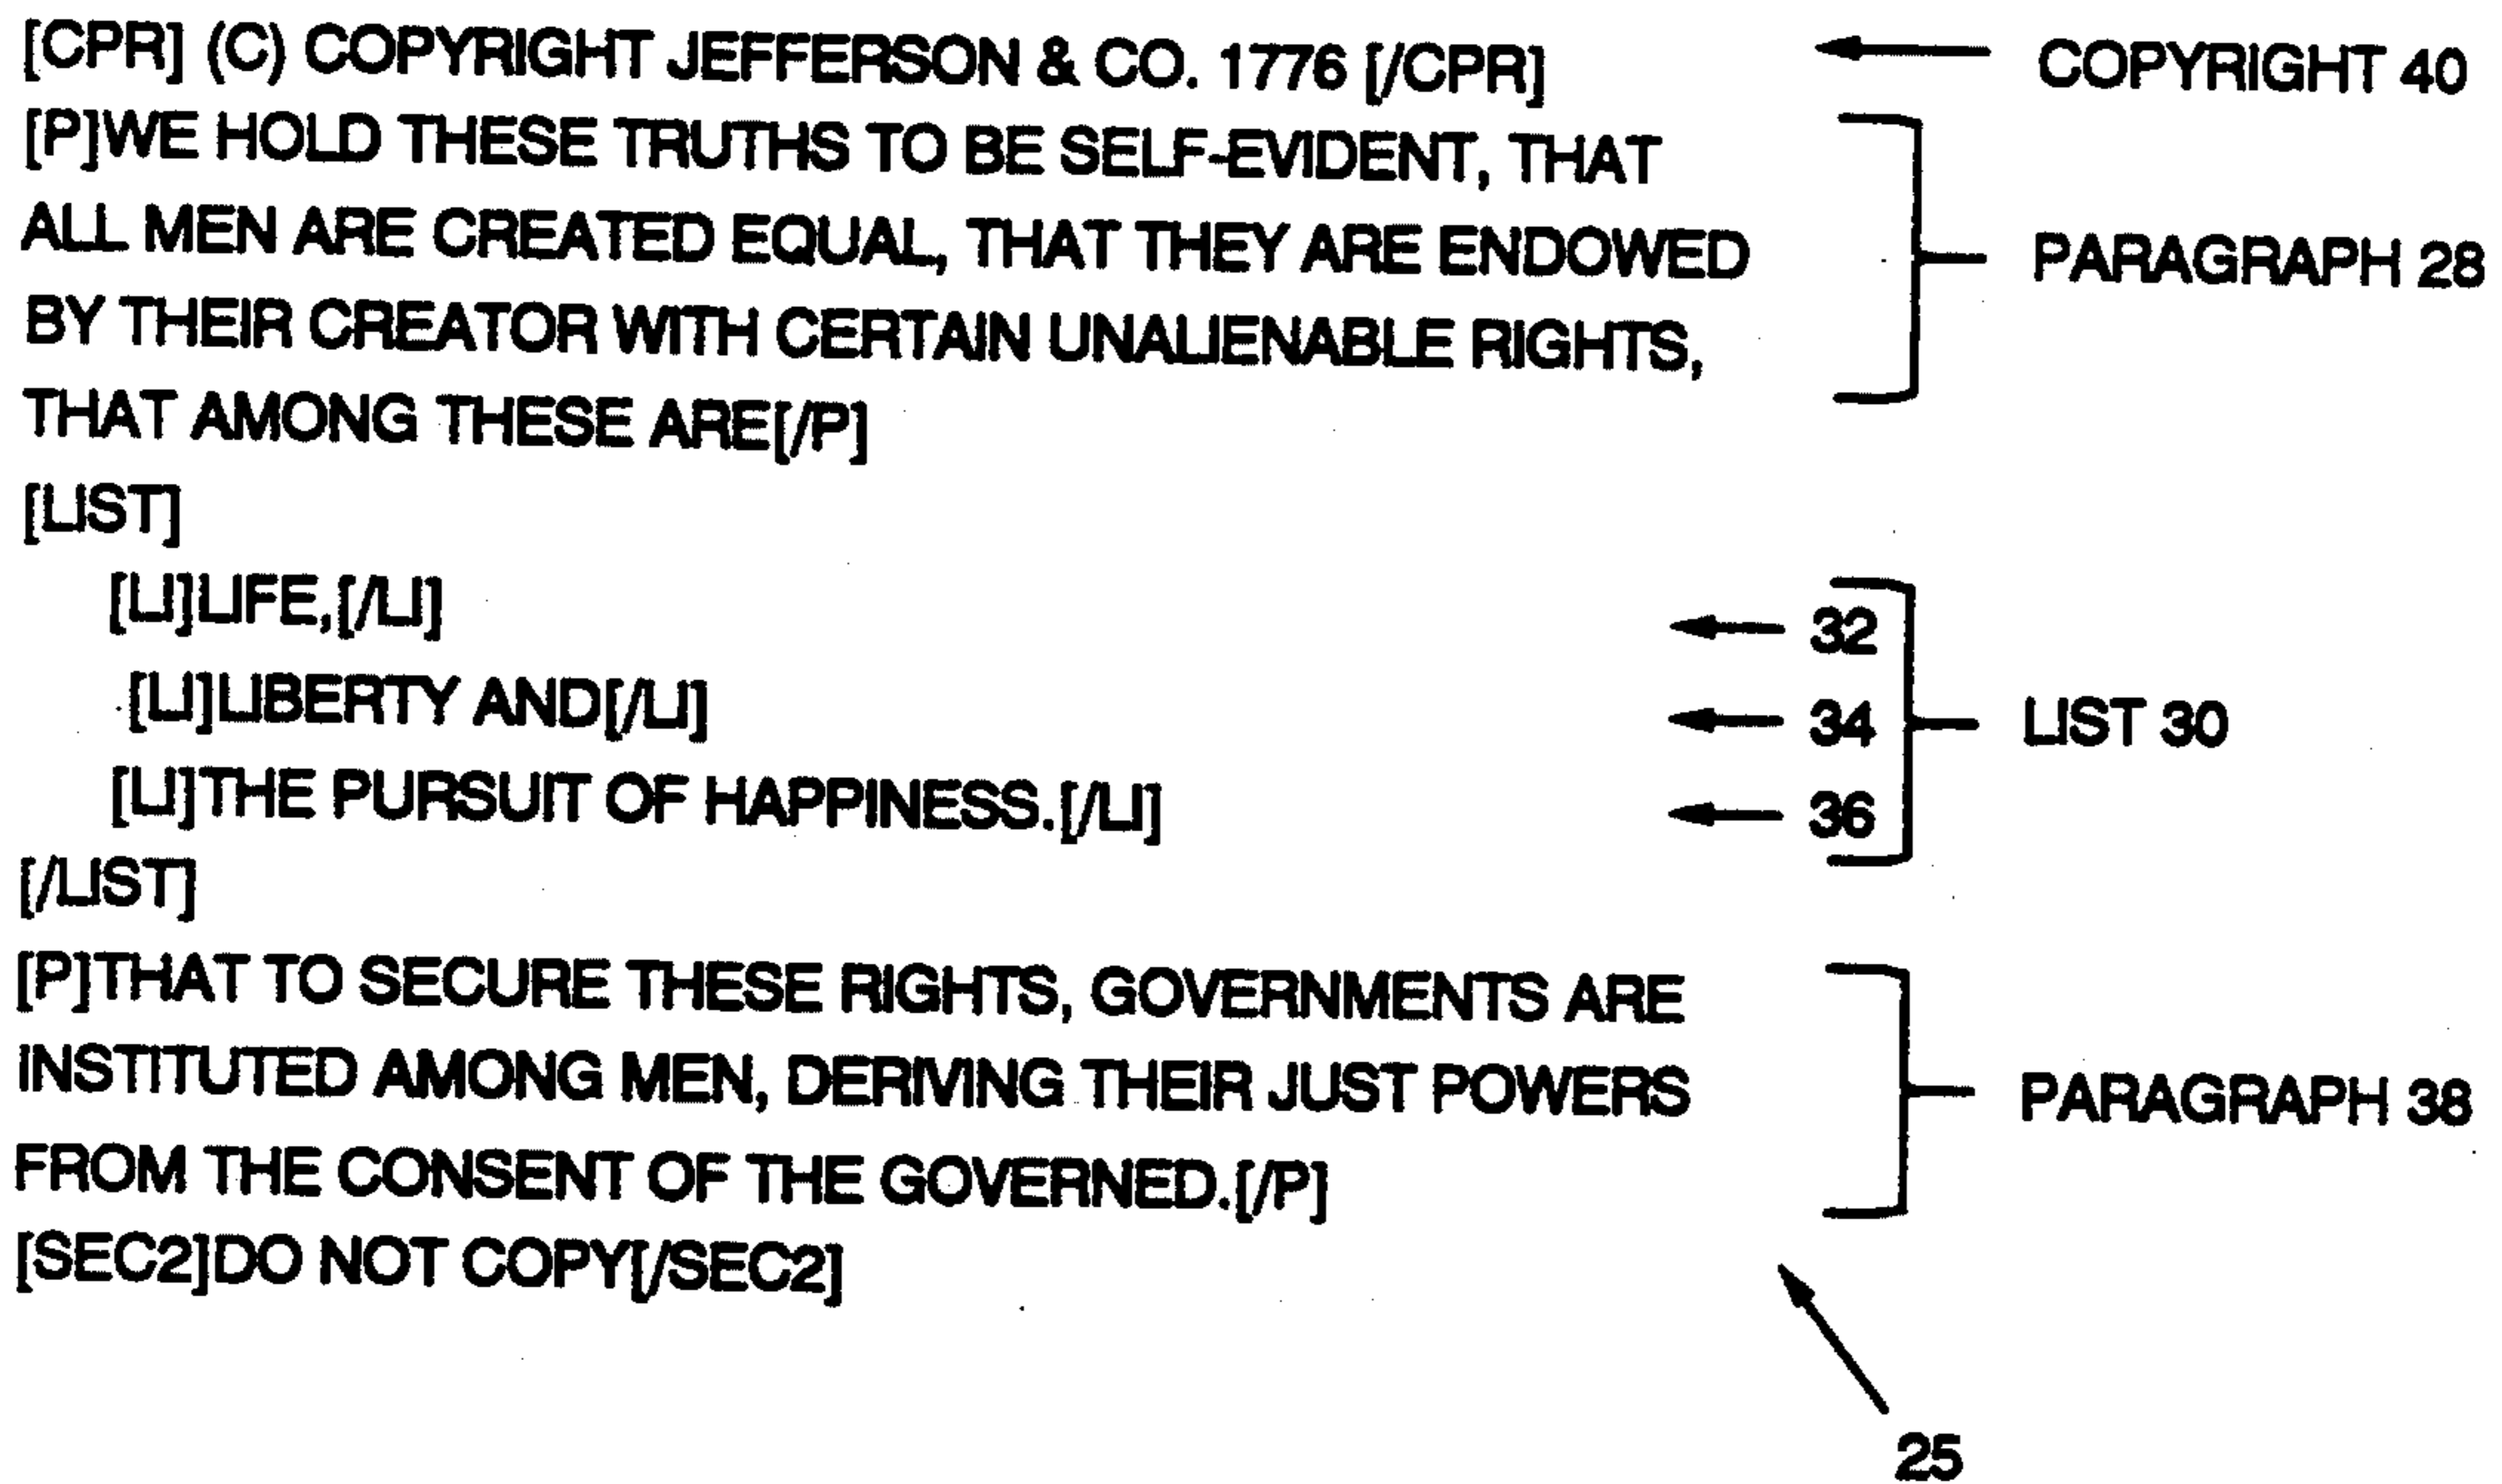 [CPR] (C) COPYRIGHT JEFFERSON & CO. 1776 [/CPR] COPYRIGHT 40
[P]WE HOLD THESE TRUTHS TO BE SELF-EVIDENT, THAT
ALL MEN ARE CREATED EQUAL, THAT THEY ARE ENDOWED PARAGRAPH 28
BY THEIR CREATOR WITH CERTAIN UNALIENABLE RIGHTS,
THAT AMONG THESE ARE[/P]
[LIST]
[LI]LIFE,[/LI] 32
[LI]LIBERTY AND[/LI] 34 LIST 30
[LI]THE PURSUIT OF HAPPINESS.[/LI] 36
[/LIST]
[P]THAT TO SECURE THESE RIGHTS, GOVERNMENTS ARE
INSTITUTED AMONG MEN, DERIVING THEIR JUST POWERS PARAGRAPH 38
FROM THE CONSENT OF THE GOVERNED.[/P]
[SEC2]DO NOT COPY[/SEC2]
25